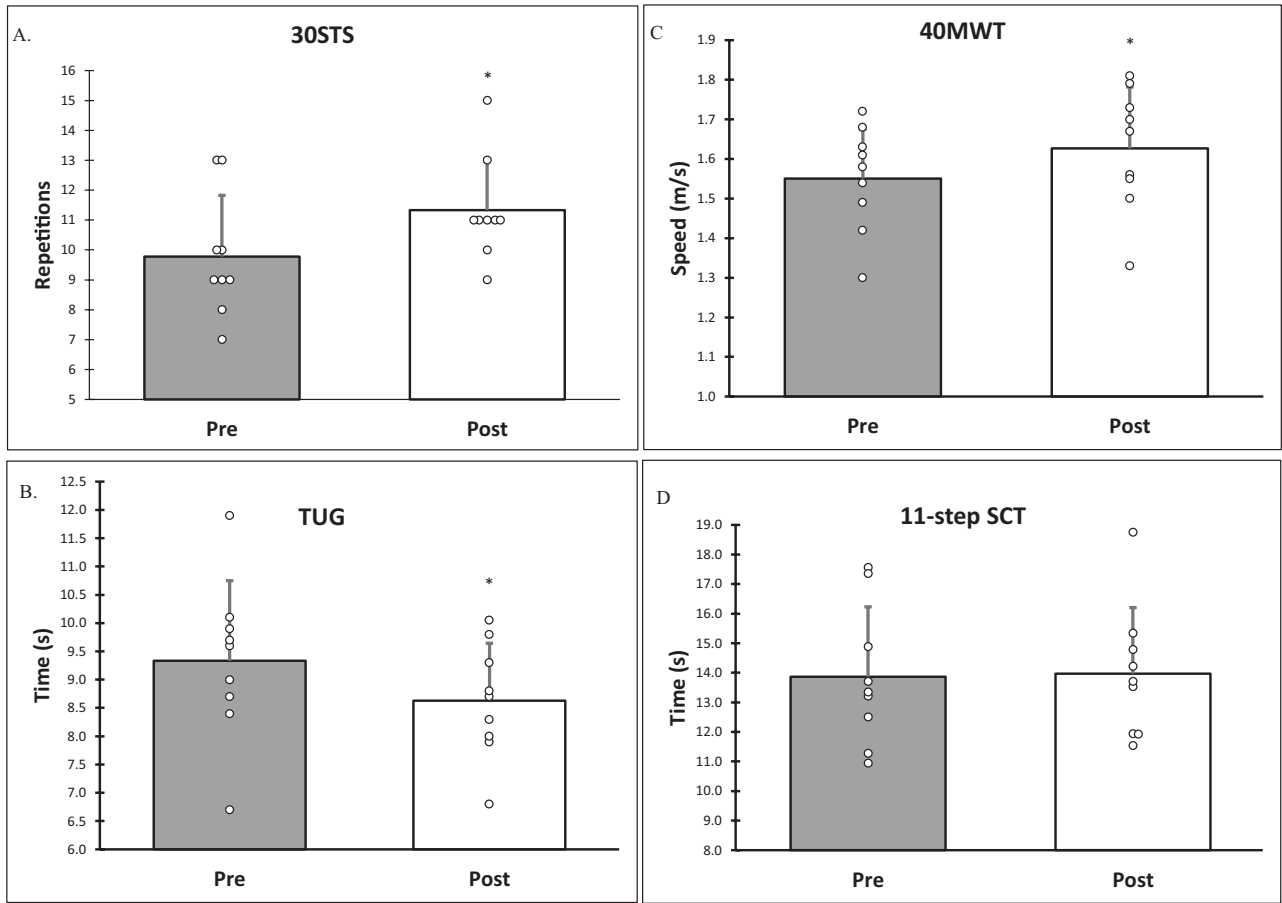 A.
30STS
*
16
15
14
13
12
11
10
9
8
7
6
5
Repetitions
Pre
Post
C
40MWT
*
1.9
1.8
1.7
1.6
1.5
1.4
1.3
1.2
1.1
1.0
Speed (m/s)
Pre
Post
B.
TUG
*
12.5
12.0
11.5
11.0
10.5
10.0
9.5
9.0
8.5
8.0
7.5
7.0
6.5
6.0
Time (s)
Pre
Post
D
11-step SCT
19.0
18.0
17.0
16.0
15.0
14.0
13.0
12.0
11.0
10.0
9.0
8.0
Time (s)
Pre
Post